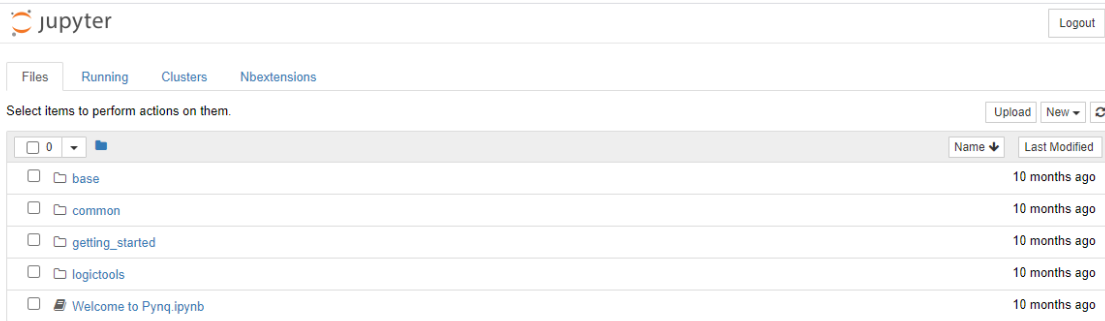 jupyter
Logout
Files Running Clusters Nbextensions
Select items to perform actions on them.
Upload New
0 Name Last Modified
base 10 months ago
common 10 months ago
getting_started 10 months ago
logictools 10 months ago
Welcome to Pynq.ipynb 10 months ago